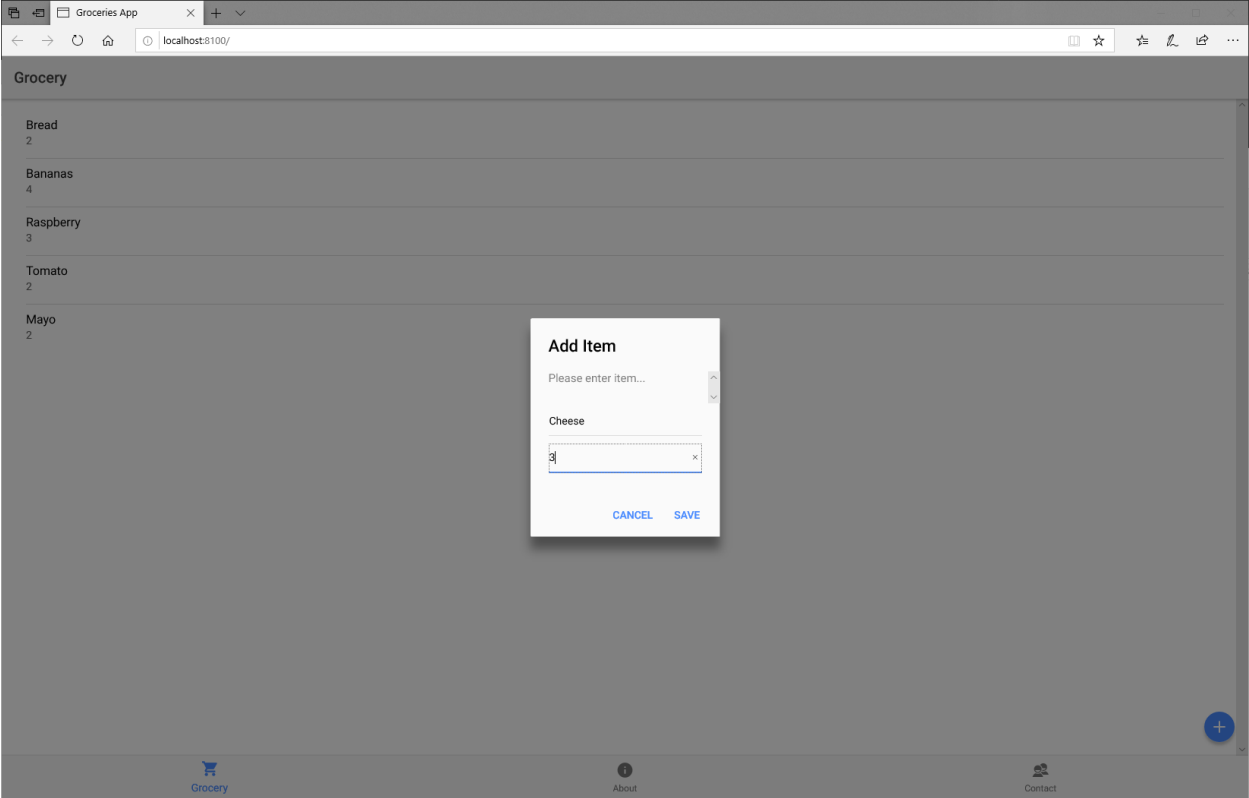 Groceries App
localhost:8100/
Grocery
Bread
2
Bananas
4
Raspberry
3
Tomato
2
Mayo
2
Add Item
Please enter item...
Cheese
3
CANCEL SAVE
Grocery About Contact